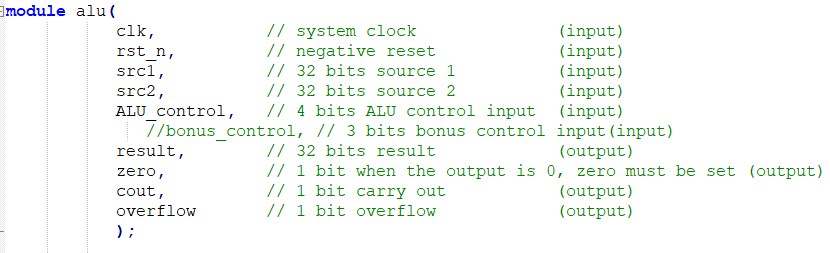 module alu(
clk, // system clock (input)
rst_n, // negative reset (input)
src1, // 32 bits source 1 (input)
src2, // 32 bits source 2 (input)
ALU_control, // 4 bits ALU control input (input)
//bonus_control, // 3 bits bonus control input(input)
result, // 32 bits result (output)
zero, // 1 bit when the output is 0, zero must be set (output)
cout, // 1 bit carry out (output)
overflow // 1 bit overflow (output)
);